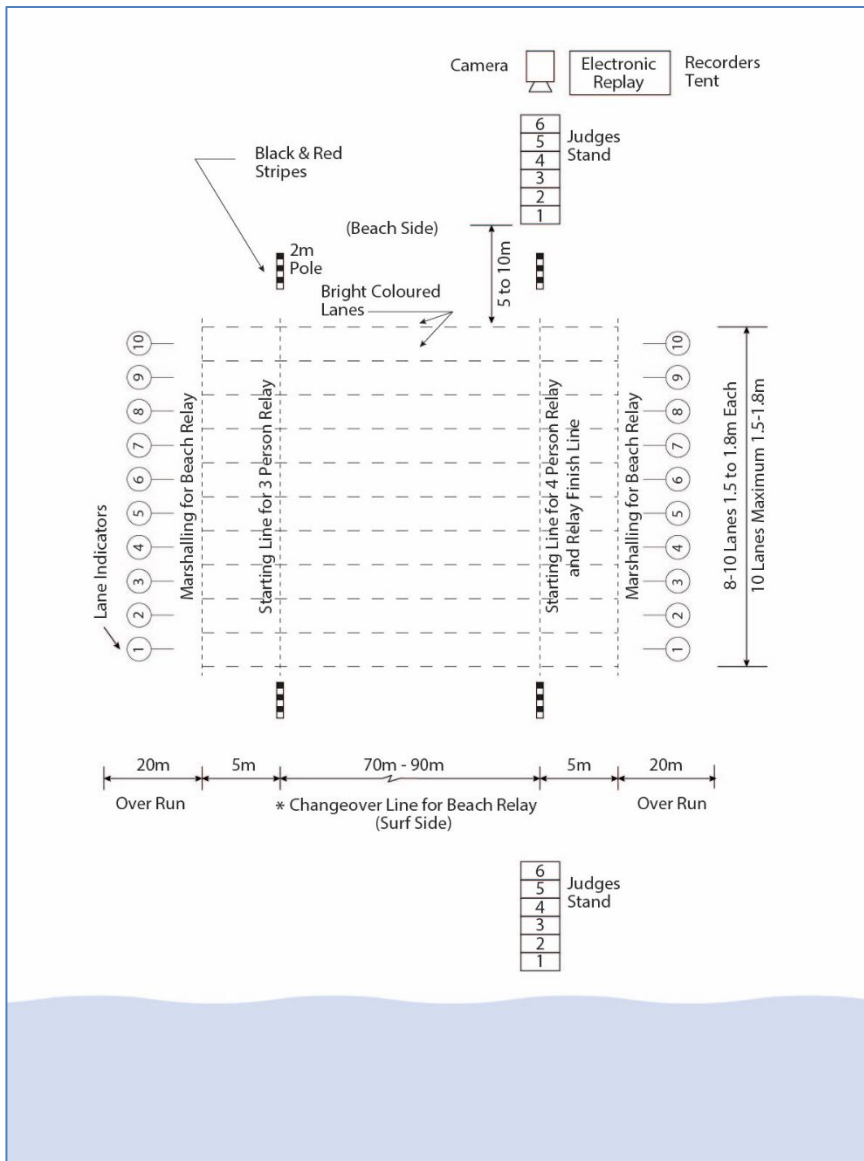 Camera
Electronic
Replay
Recorders
Tent
6
5
4
3
2
1
Judges
Stand
Black & Red
Stripes
(Beach Side)
2m
Pole
5 to 10m
Bright Coloured
Lanes
10
9
8
7
6
5
4
3
2
1
Lane Indicators
Marshalling for Beach Relay
Starting Line for 3 Person Relay
Starting Line for 4 Person Relay
and Relay Finish Line
Marshalling for Beach Relay
10
9
8
7
6
5
4
3
2
1
8-10 Lanes 1.5 to 1.8m Each
10 Lanes Maximum 1.5-1.8m
20m
5m
70m - 90m
5m
20m
Over Run
* Changeover Line for Beach Relay
(Surf Side)
Over Run
6
5
4
3
2
1
Judges
Stand